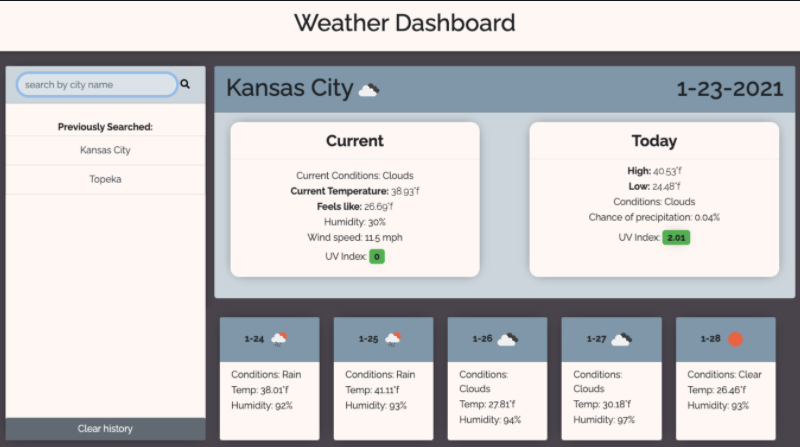 Weather Dashboard
search by city name
Previously Searched:
Kansas City
Topeka
Clear history
Kansas City
1-23-2021
Current
Current Conditions: Clouds
Current Temperature: 38.93°f
Feels like: 26.69°f
Humidity: 30%
Wind speed: 11.5 mph
UV Index: 0
Today
High: 40.53°f
Low: 24.48°f
Conditions: Clouds
Chance of precipitation: 0.04%
UV Index: 2.01
1-24
Conditions: Rain
Temp: 38.01°f
Humidity: 92%
1-25
Conditions: Rain
Temp: 41.11°f
Humidity: 93%
1-26
Conditions:
Clouds
Temp: 27.81°f
Humidity: 94%
1-27
Conditions:
Clouds
Temp: 30.18°f
Humidity: 97%
1-28
Conditions: Clear
Temp: 26.46°f
Humidity: 93%